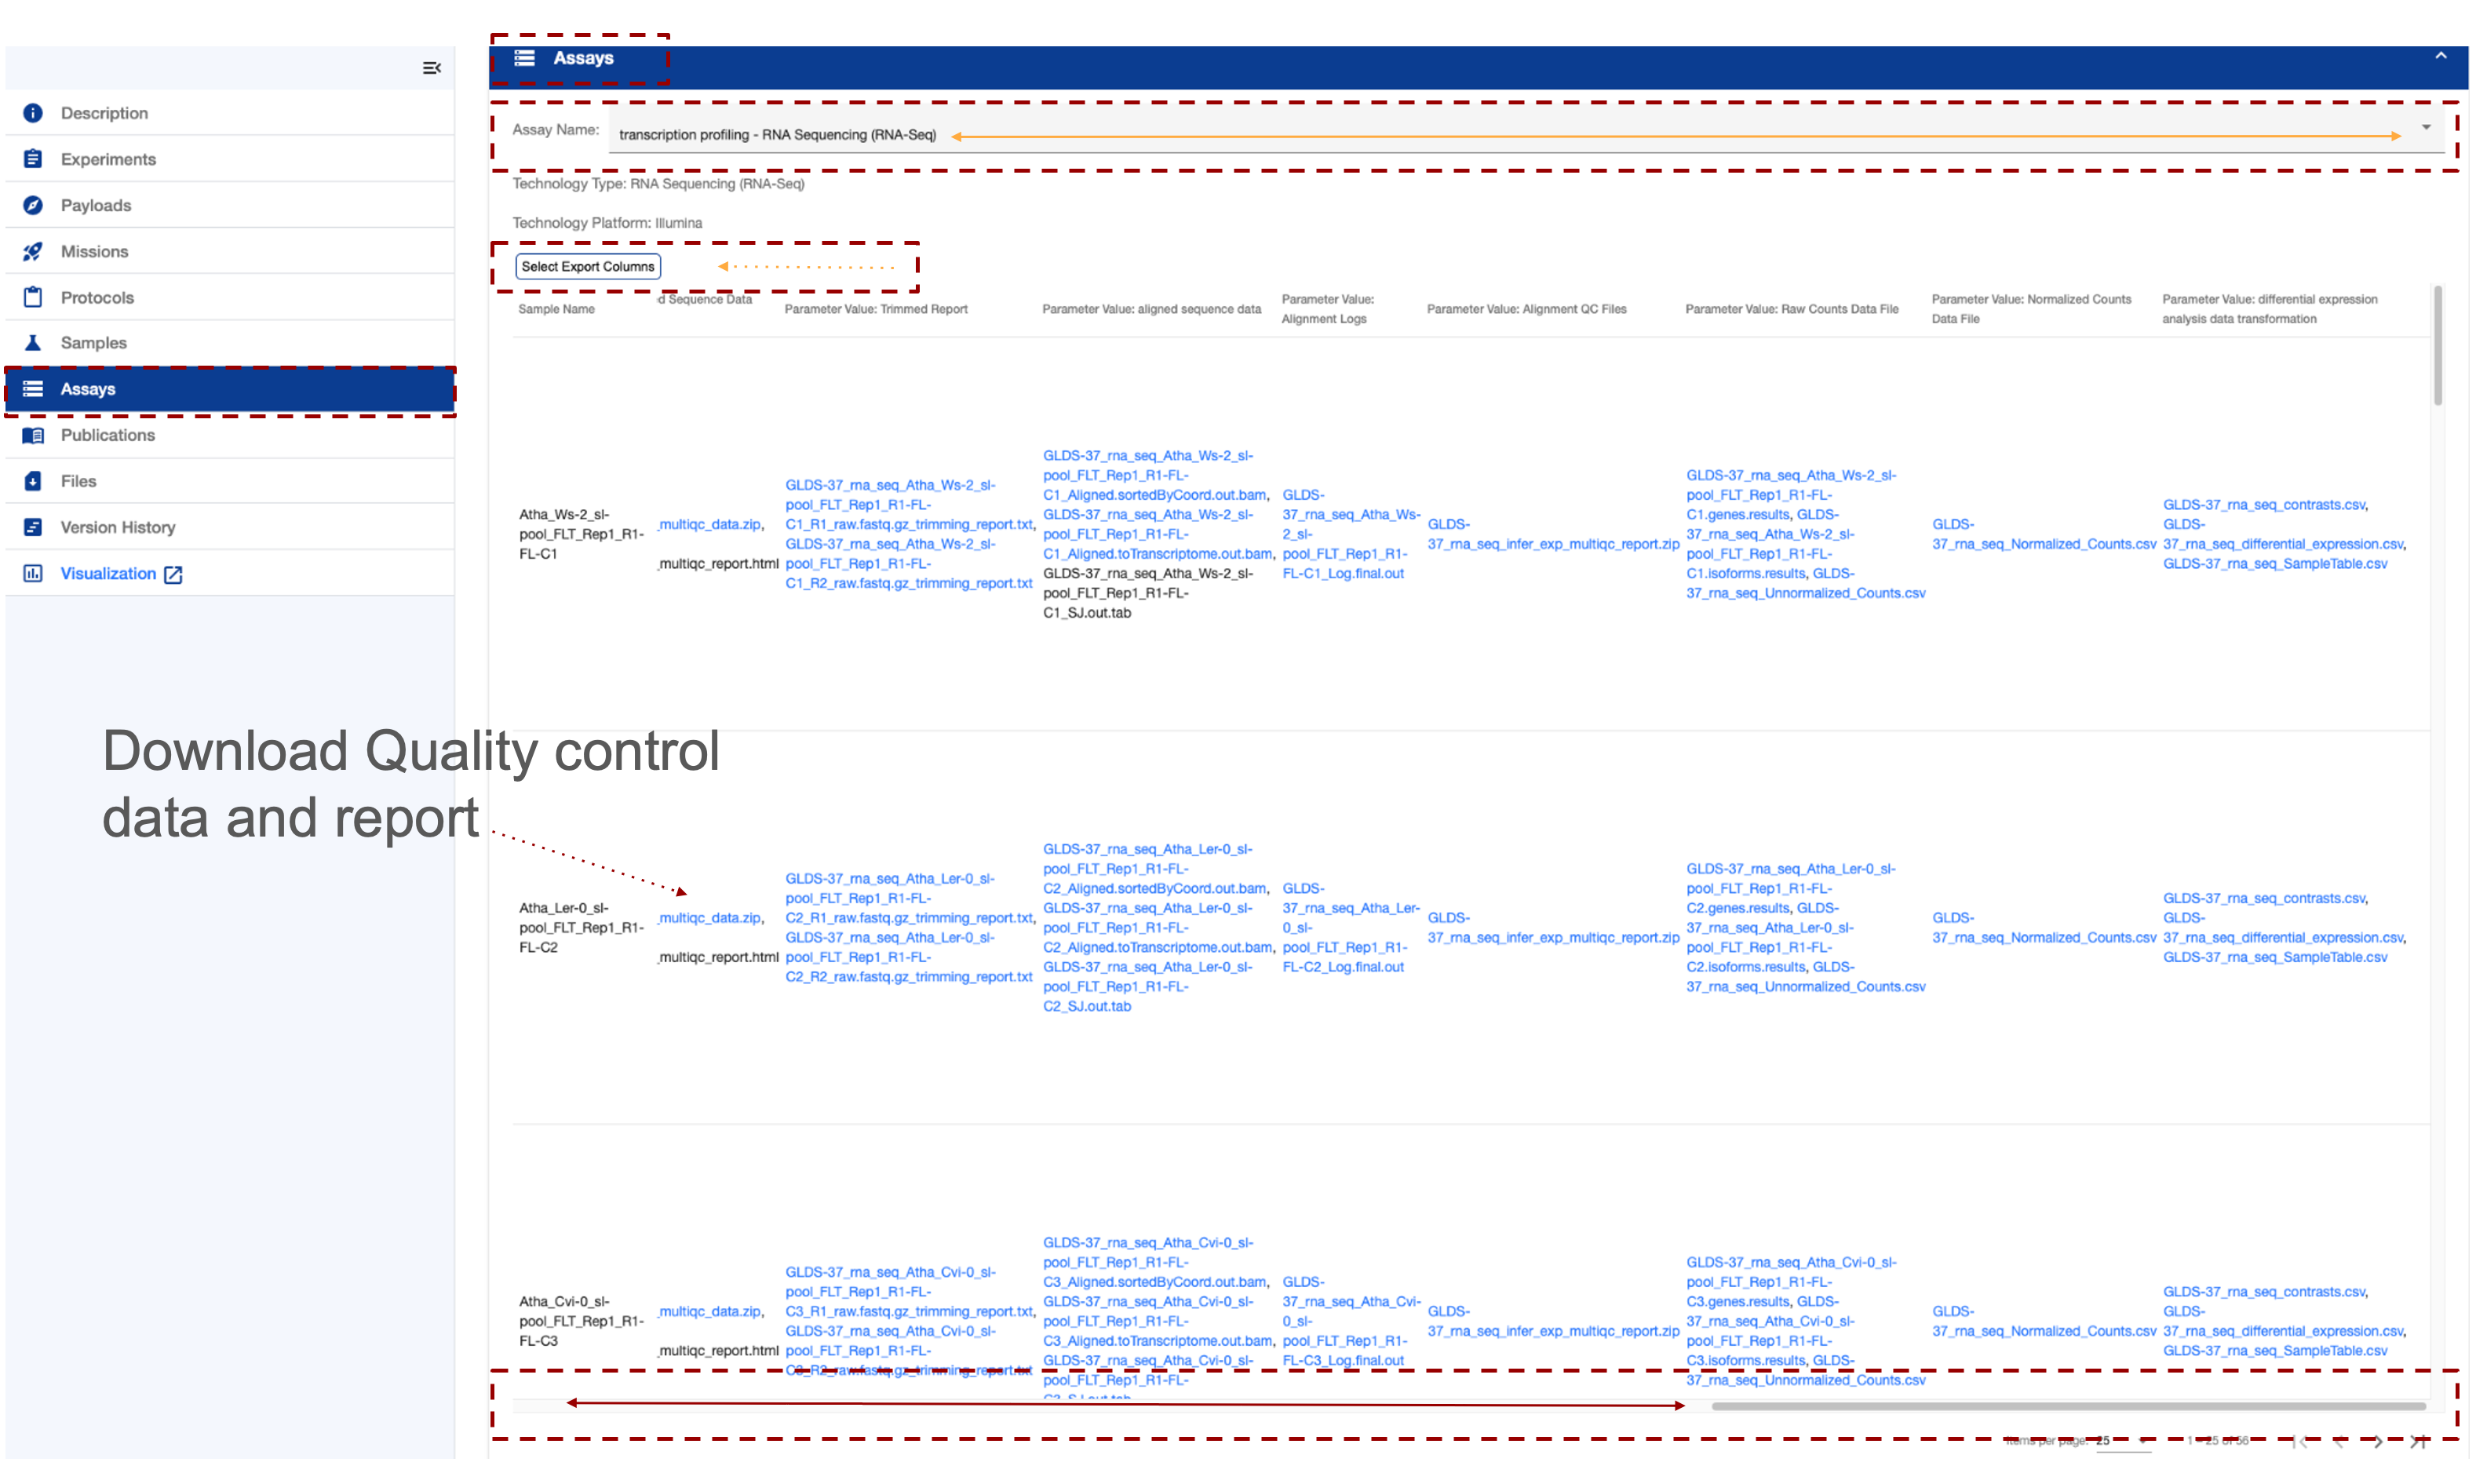 Description
Experiments
Payloads
Missions
Protocols
Samples
Assays
Publications
Files
Version History
Visualization
Download Quality control
data and report
Assays
Assay Name:
transcription profiling - RNA Sequencing (RNA-Seq)
Technology Type: RNA Sequencing (RNA-Seq)
Technology Platform: Illumina
Select Export Columns
Sample Name
d Sequence Data
Parameter Value: Trimmed Report
Parameter Value: aligned sequence data
Parameter Value:
Alignment Logs
Parameter Value: Alignment QC Files
Parameter Value: Raw Counts Data File
Parameter Value: Normalized Counts
Data File
Parameter Value: differential expression
analysis data transformation
Atha_Ws-2_sl-
pool_FLT_Rep1_R1-
FL-C1
_multiqc_data.zip,
_multiqc_report.html
GLDS-37_rna_seq_Atha_Ws-2_sl-
pool_FLT_Rep1_R1-FL-
C1_R1_raw.fastq.gz_trimming_report.txt,
GLDS-37_rna_seq_Atha_Ws-2_sl-
pool_FLT_Rep1_R1-FL-
C1_R2_raw.fastq.gz_trimming_report.txt
GLDS-37_rna_seq_Atha_Ws-2_sl-
pool_FLT_Rep1_R1-FL-
C1_Aligned.sortedByCoord.out.bam,
GLDS-37_rna_seq_Atha_Ws-2_sl-
pool_FLT_Rep1_R1-FL-
C1_Aligned.toTranscriptome.out.bam,
GLDS-37_rna_seq_Atha_Ws-2_sl-
pool_FLT_Rep1_R1-FL-
C1_SJ.out.tab
GLDS-
37_rna_seq_Atha_Ws-
2_sl-
pool_FLT_Rep1_R1-
FL-C1_Log.final.out
GLDS-
37_rna_seq_infer_exp_multiqc_report.zip
GLDS-37_rna_seq_Atha_Ws-2_sl-
pool_FLT_Rep1_R1-FL-
C1.genes.results, GLDS-
37_rna_seq_Atha_Ws-2_sl-
pool_FLT_Rep1_R1-FL-
C1.isoforms.results, GLDS-
37_rna_seq_Unnormalized_Counts.csv
GLDS-
37_rna_seq_Normalized_Counts.csv
GLDS-37_rna_seq_contrasts.csv,
GLDS-
37_rna_seq_differential_expression.csv,
GLDS-37_rna_seq_SampleTable.csv
Atha_Ler-0_sl-
pool_FLT_Rep1_R1-
FL-C2
_multiqc_data.zip,
_multiqc_report.html
GLDS-37_rna_seq_Atha_Ler-0_sl-
pool_FLT_Rep1_R1-FL-
C2_R1_raw.fastq.gz_trimming_report.txt,
GLDS-37_rna_seq_Atha_Ler-0_sl-
pool_FLT_Rep1_R1-FL-
C2_R2_raw.fastq.gz_trimming_report.txt
GLDS-37_rna_seq_Atha_Ler-0_sl-
pool_FLT_Rep1_R1-FL-
C2_Aligned.sortedByCoord.out.bam,
GLDS-37_rna_seq_Atha_Ler-0_sl-
pool_FLT_Rep1_R1-FL-
C2_Aligned.toTranscriptome.out.bam,
GLDS-37_rna_seq_Atha_Ler-0_sl-
pool_FLT_Rep1_R1-FL-
C2_SJ.out.tab
GLDS-
37_rna_seq_Atha_Ler-
0_sl-
pool_FLT_Rep1_R1-
FL-C2_Log.final.out
GLDS-
37_rna_seq_infer_exp_multiqc_report.zip
GLDS-37_rna_seq_Atha_Ler-0_sl-
pool_FLT_Rep1_R1-FL-
C2.genes.results, GLDS-
37_rna_seq_Atha_Ler-0_sl-
pool_FLT_Rep1_R1-FL-
C2.isoforms.results, GLDS-
37_rna_seq_Unnormalized_Counts.csv
GLDS-
37_rna_seq_Normalized_Counts.csv
GLDS-37_rna_seq_contrasts.csv,
GLDS-
37_rna_seq_differential_expression.csv,
GLDS-37_rna_seq_SampleTable.csv
Atha_Cvi-0_sl-
pool_FLT_Rep1_R1-
FL-C3
_multiqc_data.zip,
_multiqc_report.html
GLDS-37_rna_seq_Atha_Cvi-0_sl-
pool_FLT_Rep1_R1-FL-
C3_R1_raw.fastq.gz_trimming_report.txt,
GLDS-37_rna_seq_Atha_Cvi-0_sl-
pool_FLT_Rep1_R1-FL-
C3_R2_raw.fastq.gz_trimming_report.txt
GLDS-37_rna_seq_Atha_Cvi-0_sl-
pool_FLT_Rep1_R1-FL-
C3_Aligned.sortedByCoord.out.bam,
GLDS-37_rna_seq_Atha_Cvi-0_sl-
pool_FLT_Rep1_R1-FL-
C3_Aligned.toTranscriptome.out.bam,
GLDS-37_rna_seq_Atha_Cvi-0_sl-
pool_FLT_Rep1_R1-FL-
GLDS-
37_rna_seq_Atha_Cvi-
0_sl-
pool_FLT_Rep1_R1-
FL-C3_Log.final.out
GLDS-
37_rna_seq_infer_exp_multiqc_report.zip
GLDS-37_rna_seq_Atha_Cvi-0_sl-
pool_FLT_Rep1_R1-FL-
C3.genes.results, GLDS-
37_rna_seq_Atha_Cvi-0_sl-
pool_FLT_Rep1_R1-FL-
C3.isoforms.results, GLDS-
37_rna_seq_Unnormalized_Counts.csv
GLDS-
37_rna_seq_Normalized_Counts.csv
GLDS-37_rna_seq_contrasts.csv,
GLDS-
37_rna_seq_differential_expression.csv,
GLDS-37_rna_seq_SampleTable.csv
Items per page: 25
1 – 25 of 56